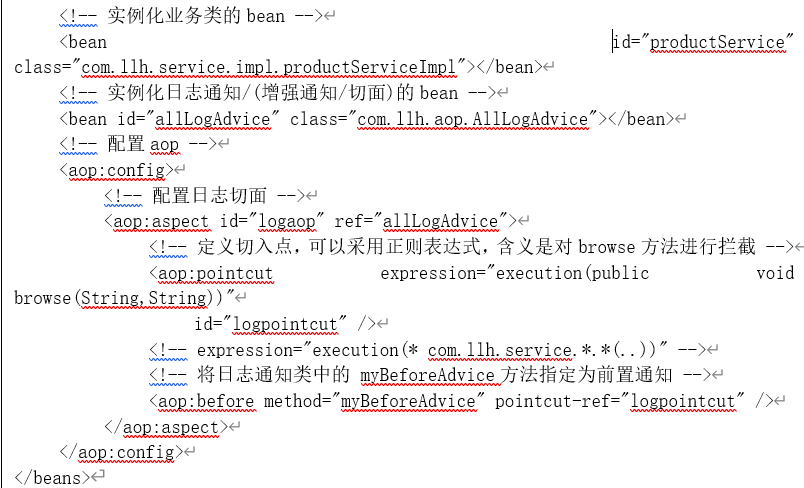 <!-- 实例化业务类的 bean -->
<bean id="productService"
class="com.llh.service.impl.productServiceImpl"></bean>
<!-- 实例化日志通知/(增强通知/切面)的 bean -->
<bean id="allLogAdvice" class="com.llh.aop.AllLogAdvice"></bean>
<!-- 配置 aop -->
<aop:config>
<!-- 配置日志切面 -->
<aop:aspect id="logaop" ref="allLogAdvice">
<!-- 定义切入点，可以采用正则表达式，含义是对 browse 方法进行拦截 -->
<aop:pointcut expression="execution(public void
browse(String,String))"
id="logpointcut" />
<!-- expression="execution(* com.llh.service.*.*(..))" -->
<!-- 将日志通知类中的 myBeforeAdvice 方法指定为前置通知 -->
<aop:before method="myBeforeAdvice" pointcut-ref="logpointcut" />
</aop:aspect>
</aop:config>
</beans>